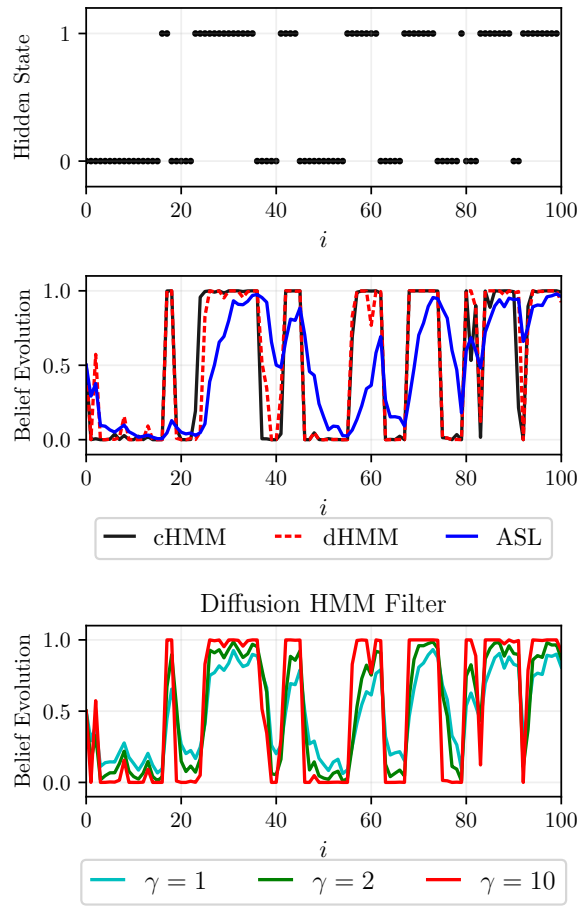 1
0
Hidden State
0 20 40 60 80 100
i
1.0
0.5
0.0
Belief Evolution
0 20 40 60 80 100
i
cHMM dHMM ASL
Diffusion HMM Filter
1.0
0.5
0.0
Belief Evolution
0 20 40 60 80 100
i
γ = 1 γ = 2 γ = 10